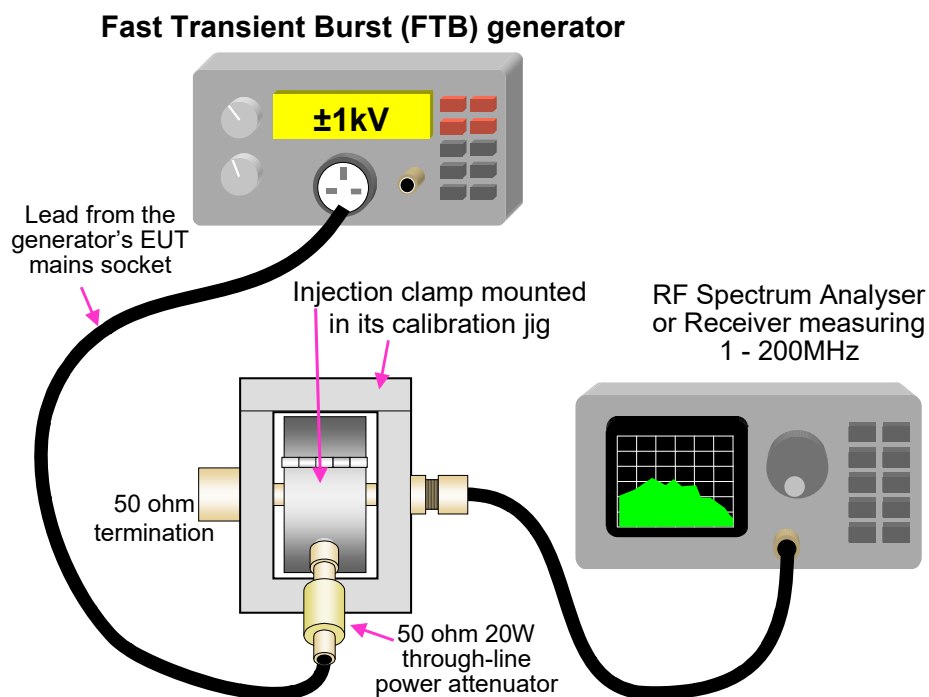 Fast Transient Burst (FTB) generator
±1kV
Lead from the
generator's EUT
mains socket
Injection clamp mounted
in its calibration jig
RF Spectrum Analyser
or Receiver measuring
1 - 200MHz
50 ohm
termination
50 ohm 20W
through-line
power attenuator